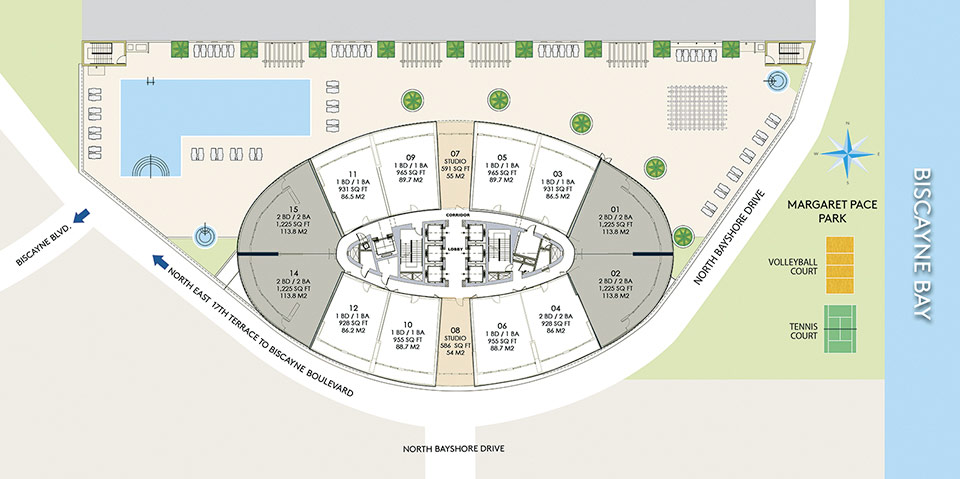 11
1 BD / 1 BA
931 SQ FT
86.5 M2
09
1 BD / 1 BA
965 SQ FT
89.7 M2
07
STUDIO
591 SQ FT
55 M2
05
1 BD / 1 BA
965 SQ FT
89.7 M2
03
1 BD / 1 BA
931 SQ FT
86.5 M2
15
2 BD / 2 BA
1,225 SQ FT
113.8 M2
01
2 BD / 2 BA
1,225 SQ FT
113.8 M2
CORRIDOR
LOBBY
14
2 BD / 2 BA
1,225 SQ FT
113.8 M2
02
2 BD / 2 BA
1,225 SQ FT
113.8 M2
12
1 BD / 1 BA
928 SQ FT
86.2 M2
10
1 BD / 1 BA
955 SQ FT
88.7 M2
08
STUDIO
586 SQ FT
54 M2
06
1 BD / 1 BA
955 SQ FT
88.7 M2
04
2 BD / 2 BA
928 SQ FT
86 M2
BISCAYNE BLVD.
NORTH EAST 17TH TERRACE TO BISCAYNE BOULEVARD
NORTH BAYSHORE DRIVE
NORTH BAYSHORE DRIVE
N
W
E
S
MARGARET PACE
PARK
VOLLEYBALL
COURT
TENNIS
COURT
BISCAYNE BAY